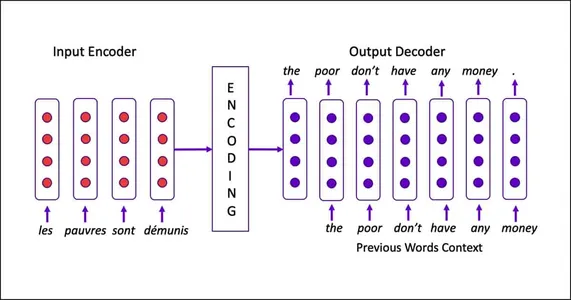 Input Encoder
Output Decoder
the poor don't have any money .
ENCODING
les pauvres sont démunis
the poor don't have any money
Previous Words Context